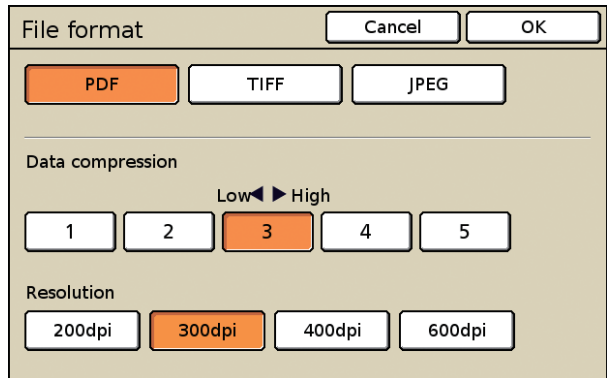 File format Cancel OK
PDF TIFF JPEG
Data compression
Low High
1 2 3 4 5
Resolution
200dpi 300dpi 400dpi 600dpi